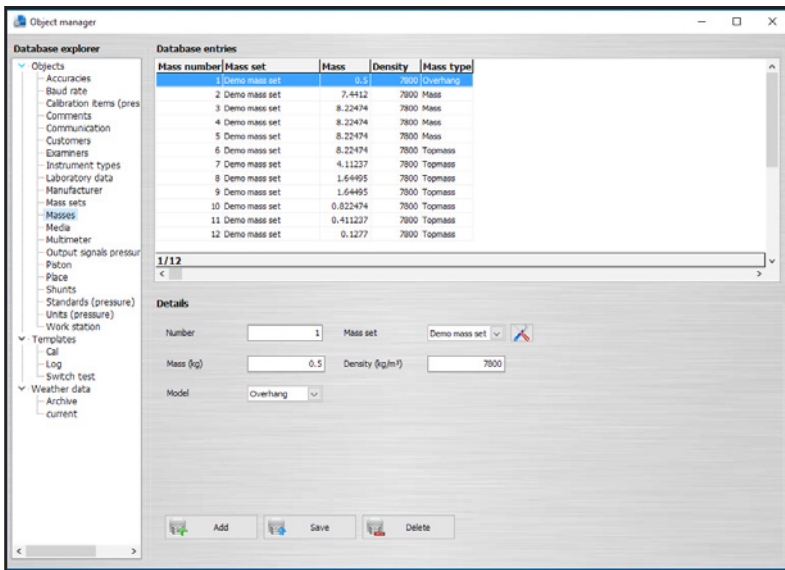 Object manager
Database explorer
Objects
Accuracies
Baud rate
Calibration items (pres
Comments
Communication
Customers
Examiners
Instrument types
Laboratory data
Manufacturer
Mass sets
Masses
Media
Multimeter
Output signals pressur
Piston
Place
Shunts
Standards (pressure)
Units (pressure)
Work station
Templates
Cal
Log
Switch test
Weather data
Archive
current
Database entries
Mass number Mass set Mass Density Mass type
1 Demo mass set 0.5 7800 Overhang
2 Demo mass set 7.4412 7800 Mass
3 Demo mass set 8.22474 7800 Mass
4 Demo mass set 8.22474 7800 Mass
5 Demo mass set 8.22474 7800 Mass
6 Demo mass set 8.22474 7800 Topmass
7 Demo mass set 4.11237 7800 Topmass
8 Demo mass set 1.64495 7800 Topmass
9 Demo mass set 1.64495 7800 Topmass
10 Demo mass set 0.822474 7800 Topmass
11 Demo mass set 0.411237 7800 Topmass
12 Demo mass set 0.1277 7800 Topmass
1/12
Details
Number 1 Mass set Demo mass set
Mass (kg) 0.5 Density (kg/m³) 7800
Model Overhang
Add Save Delete